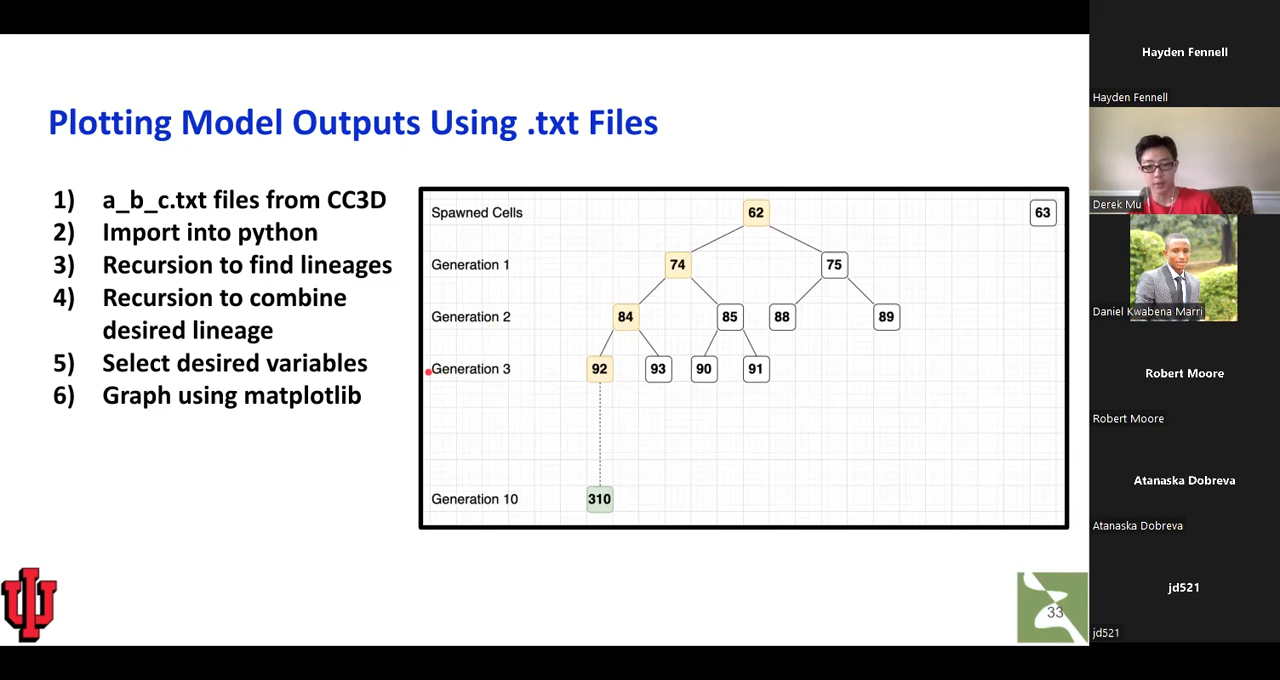 Plotting Model Outputs Using .txt Files
1) a_b_c.txt files from CC3D
2) Import into python
3) Recursion to find lineages
4) Recursion to combine
desired lineage
5) Select desired variables
6) Graph using matplotlib
Spawned Cells 62 63
Generation 1 74 75
Generation 2 84 85 88 89
Generation 3 92 93 90 91
Generation 10 310
33
Hayden Fennell
Hayden Fennell
Derek Mu
Daniel Kwabena Marri
Robert Moore
Robert Moore
Atanaska Dobreva
Atanaska Dobreva
jd521
jd521